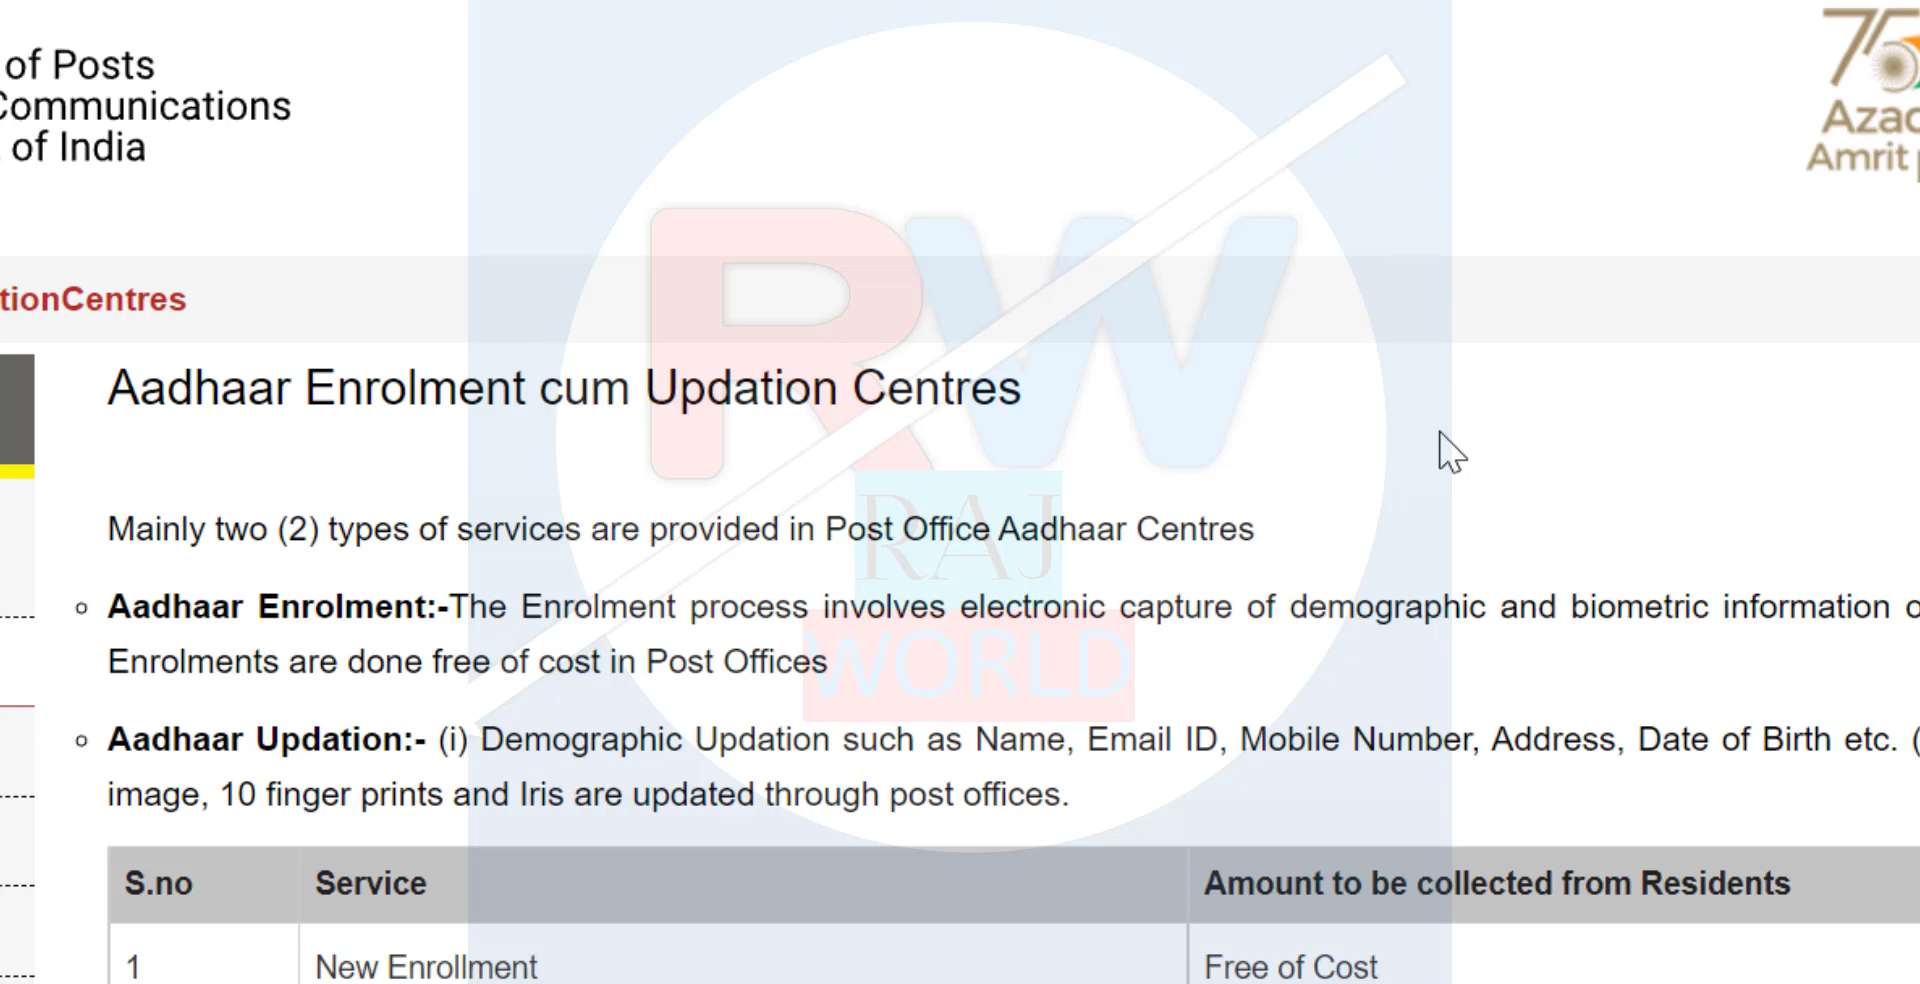 of Posts
Communications
of India
75
Azad
Amrit
tionCentres
RW
Aadhaar Enrolment cum Updation Centres
Mainly two (2) types of services are provided in Post Office Aadhaar Centres
RAJ
Aadhaar Enrolment:-The Enrolment process involves electronic capture of demographic and biometric information
Enrolments are done free of cost in Post Offices
WORLD
Aadhaar Updation:- (i) Demographic Updation such as Name, Email ID, Mobile Number, Address, Date of Birth etc. (
image, 10 finger prints and Iris are updated through post offices.
S.no Service Amount to be collected from Residents
1 New Enrollment Free of Cost